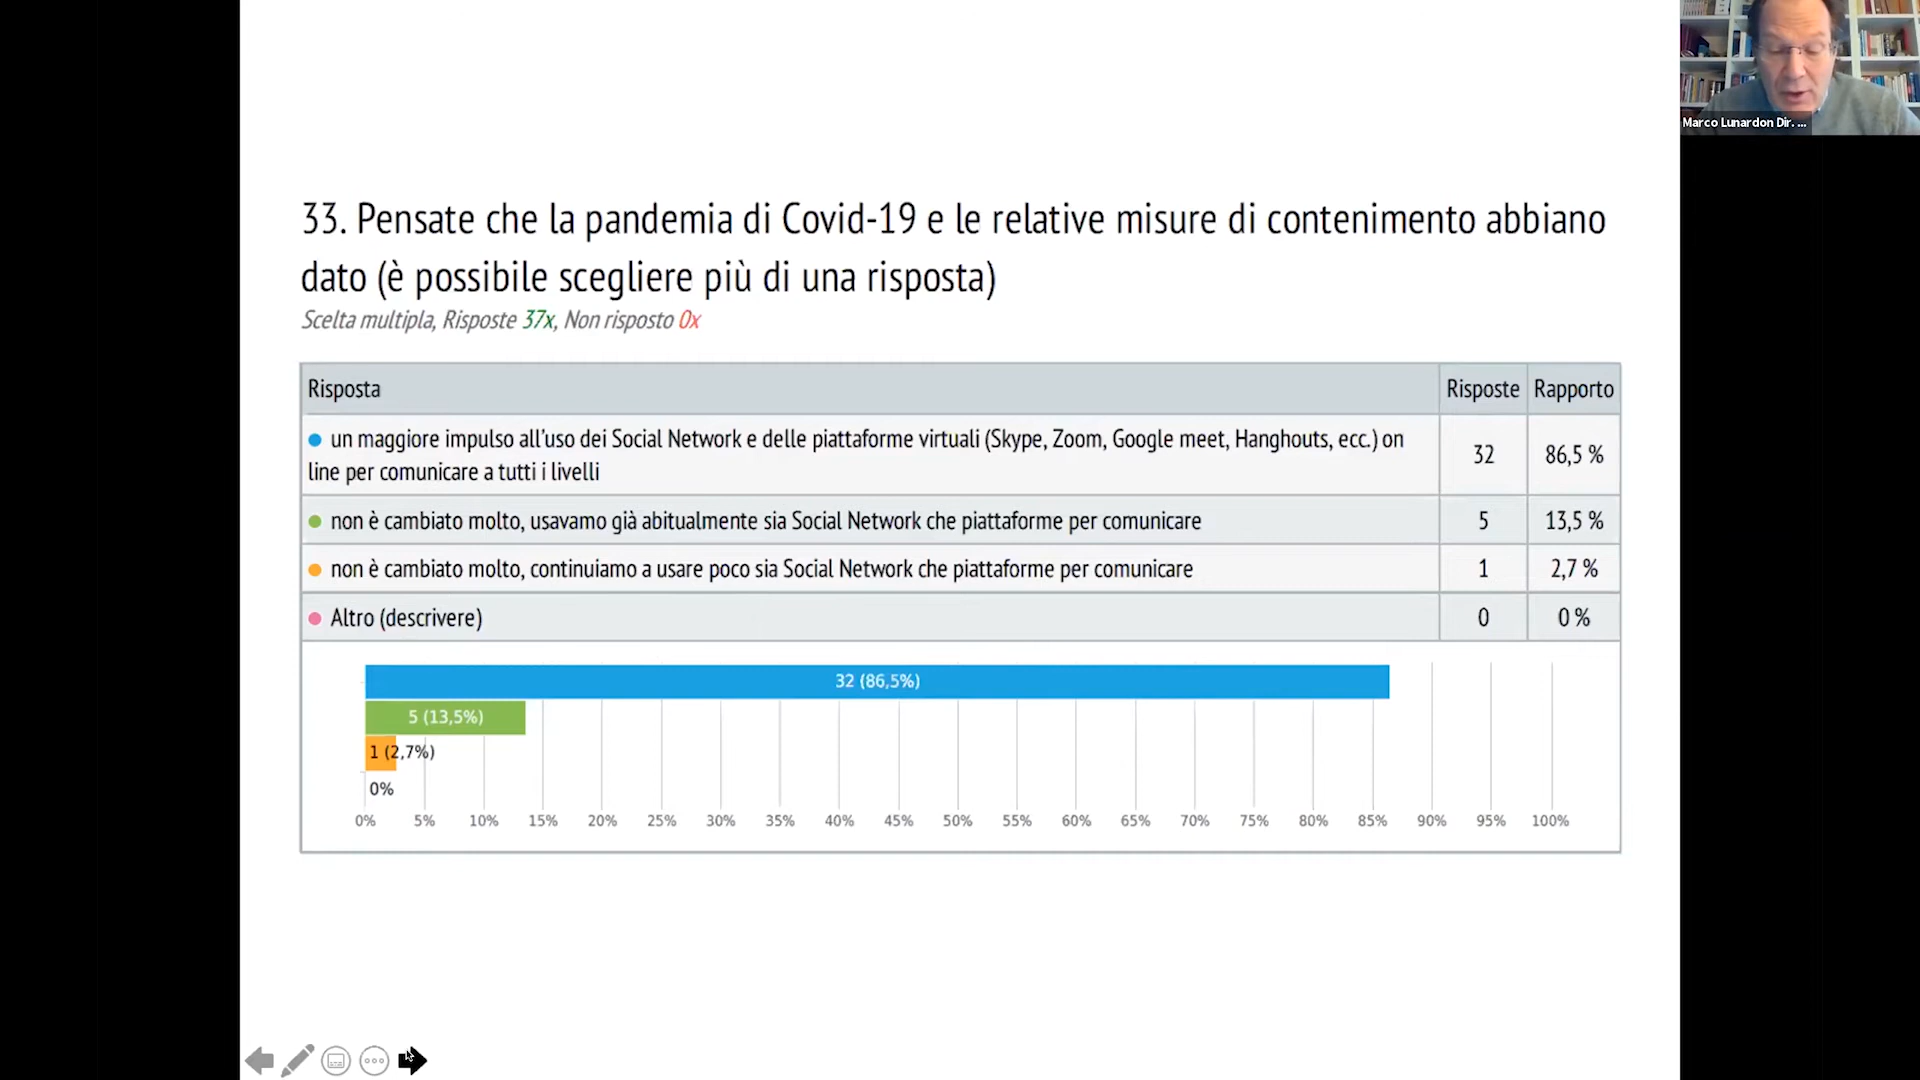 Marco Lunardon Dir. ...
33. Pensate che la pandemia di Covid-19 e le relative misure di contenimento abbiano
dato (è possibile scegliere più di una risposta)
Scelta multipla, Risposte 37x, Non risposto 0x
Risposta Risposte Rapporto
un maggiore impulso all'uso dei Social Network e delle piattaforme virtuali (Skype, Zoom, Google meet, Hanghouts, ecc.) on
line per comunicare a tutti i livelli
32 86,5 %
non è cambiato molto, usavamo già abitualmente sia Social Network che piattaforme per comunicare 5 13,5 %
non è cambiato molto, continuiamo a usare poco sia Social Network che piattaforme per comunicare 1 2,7 %
Altro (descrivere) 0 0 %
32 (86,5%)
5 (13,5%)
1 (2,7%)
0%
0% 5% 10% 15% 20% 25% 30% 35% 40% 45% 50% 55% 60% 65% 70% 75% 80% 85% 90% 95% 100%